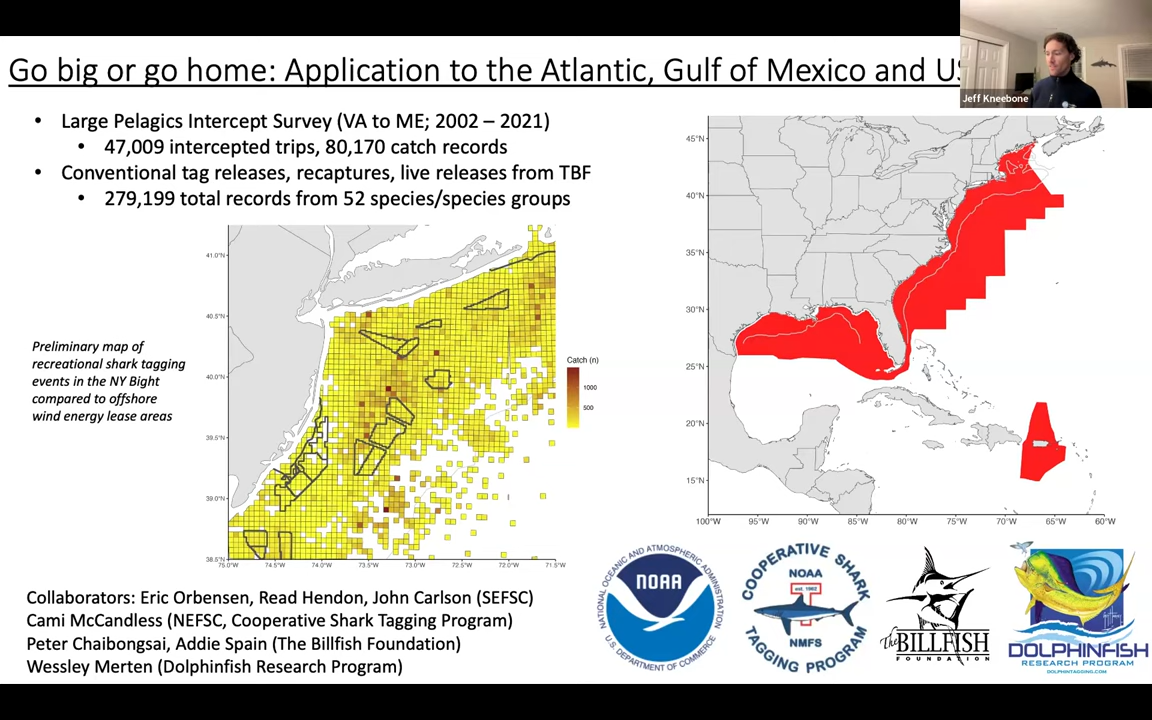 Go big or go home: Application to the Atlantic, Gulf of Mexico and US
Jeff Kneebone
• Large Pelagics Intercept Survey (VA to ME; 2002 – 2021)
• 47,009 intercepted trips, 80,170 catch records
• Conventional tag releases, recaptures, live releases from TBF
• 279,199 total records from 52 species/species groups
Preliminary map of
recreational shark tagging
events in the NY Bight
compared to offshore
wind energy lease areas
41.0°N
40.5°N
40.0°N
39.5°N
39.0°N
38.5°N
75.0°W 74.5°W 74.0°W 73.5°W 73.0°W 72.5°W 72.0°W 71.5°W
Catch (n)
1000
500
45°N
40°N
35°N
30°N
25°N
20°N
15°N
100°W 95°W 90°W 85°W 80°W 75°W 70°W 65°W 60°W
Collaborators: Eric Orbensen, Read Hendon, John Carlson (SEFSC)
Cami McCandless (NEFSC, Cooperative Shark Tagging Program)
Peter Chaibongsai, Addie Spain (The Billfish Foundation)
Wessley Merten (Dolphinfish Research Program)
NATIONAL OCEANIC AND ATMOSPHERIC ADMINISTRATION
NOAA
U.S. DEPARTMENT OF COMMERCE
COOPERATIVE SHARK
NOAA
est. 1962
NMFS
TAGGING PROGRAM
The BILLFISH
FOUNDATION
DOLPHINFISH
RESEARCH PROGRAM
DOLPHINTAGGING.COM